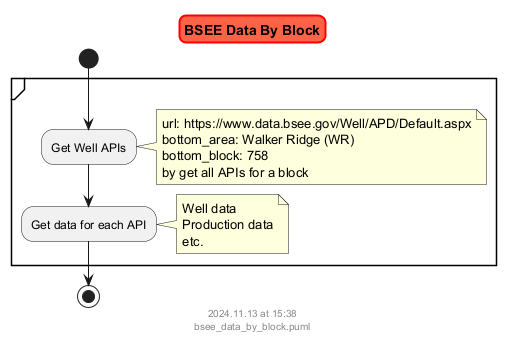 BSEE Data By Block
url: https://www.data.bsee.gov/Well/APD/Default.aspx
bottom_area: Walker Ridge (WR)
bottom_block: 758
by get all APIs for a block
Get Well APIs
Well data
Production data
etc.
Get data for each API
2024.11.13 at 15:38
bsee_data_by_block.puml